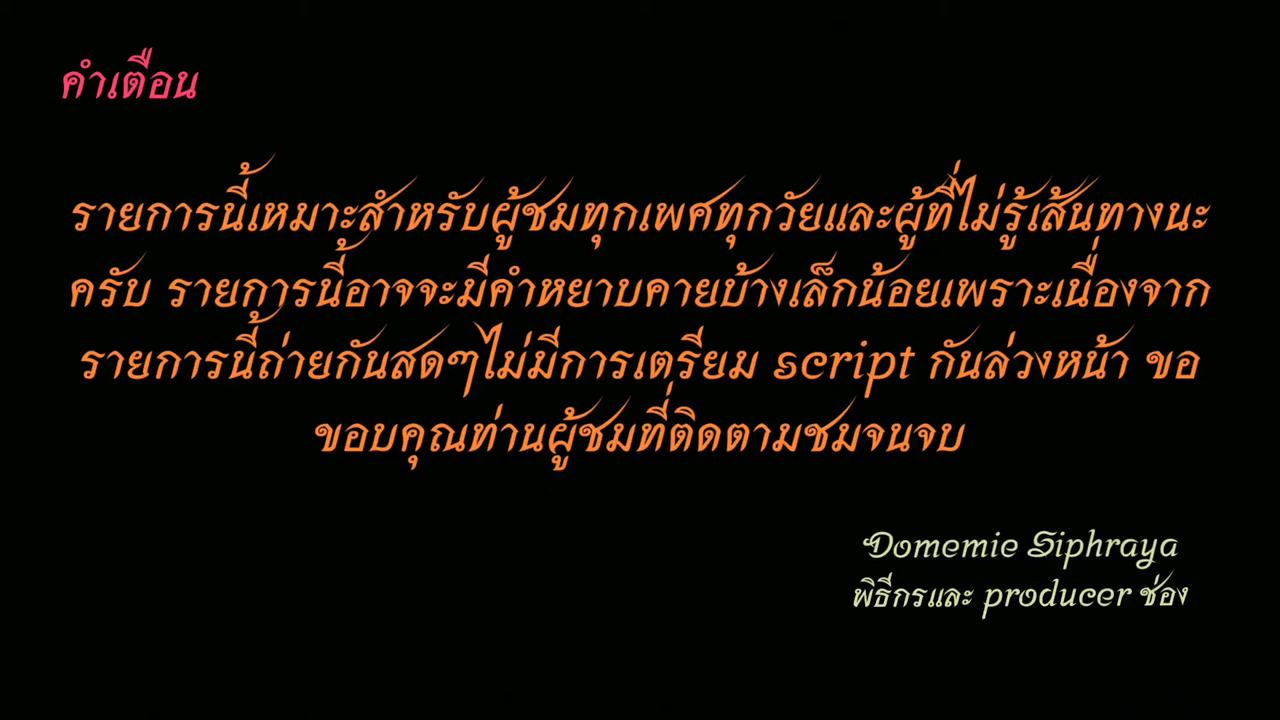 คำเตือน
รายการนี้เหมาะสำหรับผู้ชมทุกเพศทุกวัยและผู้ที่ไม่รู้เส้นทางนะ
ครับ รายการนี้อาจจะมีคำหยาบคายบ้างเล็กน้อยเพราะเนื่องจาก
รายการนี้ถ่ายกันสดๆไม่มีการเตรียม script กันล่วงหน้า ขอ
ขอบคุณท่านผู้ชมที่ติดตามชมจนจบ
Domemie Siphraya
พิธีกรและ producer ช่อง